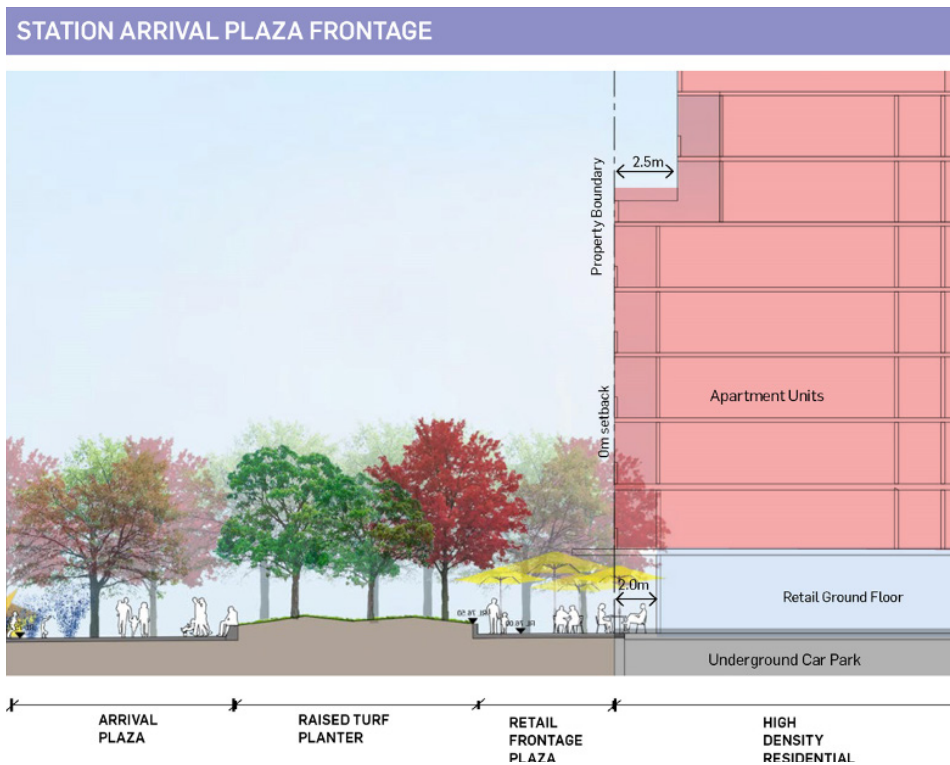 STATION ARRIVAL PLAZA FRONTAGE
2.5m
Property Boundary
0m setback
Apartment Units
2.0m
Retail Ground Floor
Underground Car Park
ARRIVAL
PLAZA
RAISED TURF
PLANTER
RETAIL
FRONTAGE
PLAZA
HIGH
DENSITY
RESIDENTIAL